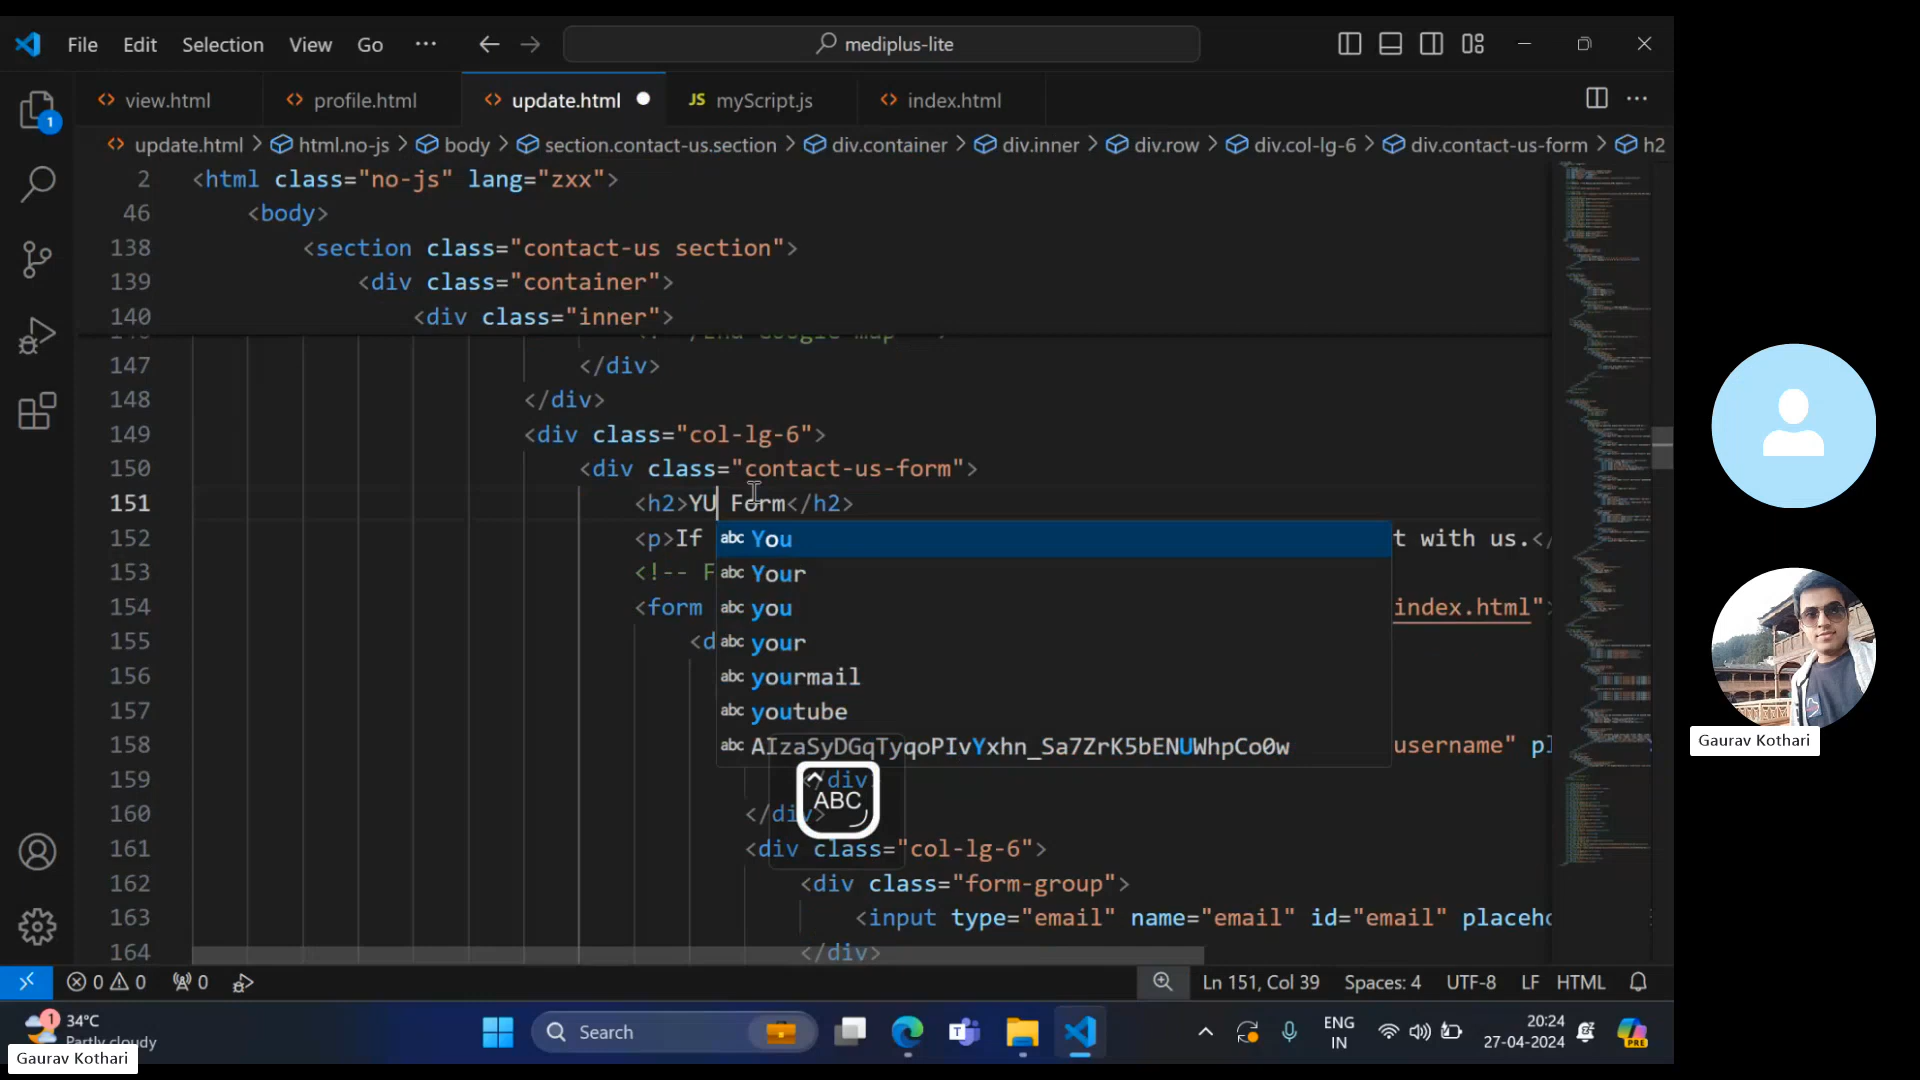 File Edit Selection View Go ··· mediplus-lite
view.html profile.html update.html JS myScript.js index.html
1
update.html > html.no-js > body > section.contact-us.section > div.container > div.inner > div.row > div.col-lg-6 > div.contact-us-form > h2
2 <html class="no-js" lang="zxx">
46 <body>
138 <section class="contact-us section">
139 <div class="container">
140 <div class="inner">
147 </div>
148 </div>
149 <div class="col-lg-6">
150 <div class="contact-us-form">
151 <h2>YU Form</h2>
152 <p>If t with us.</
153 <!-- F
154 <form index.html">
155 <d
156
157
158 username" pl
159 </div>
160 </div>
161 <div class="col-lg-6">
162 <div class="form-group">
163 <input type="email" name="email" id="email" placeho
164 </div>
abc You
abc Your
abc you
abc your
abc yourmail
abc youtube
abc AIzaSyDGqTyqoPIvYxhn_Sa7ZrK5bENUWhpCo0w
ABC
Gaurav Kothari
0 0 0 Ln 151, Col 39 Spaces: 4 UTF-8 LF HTML
1 34°C
Partly cloudy
Search
ENG
IN
20:24
27-04-2024
PRE
Gaurav Kothari